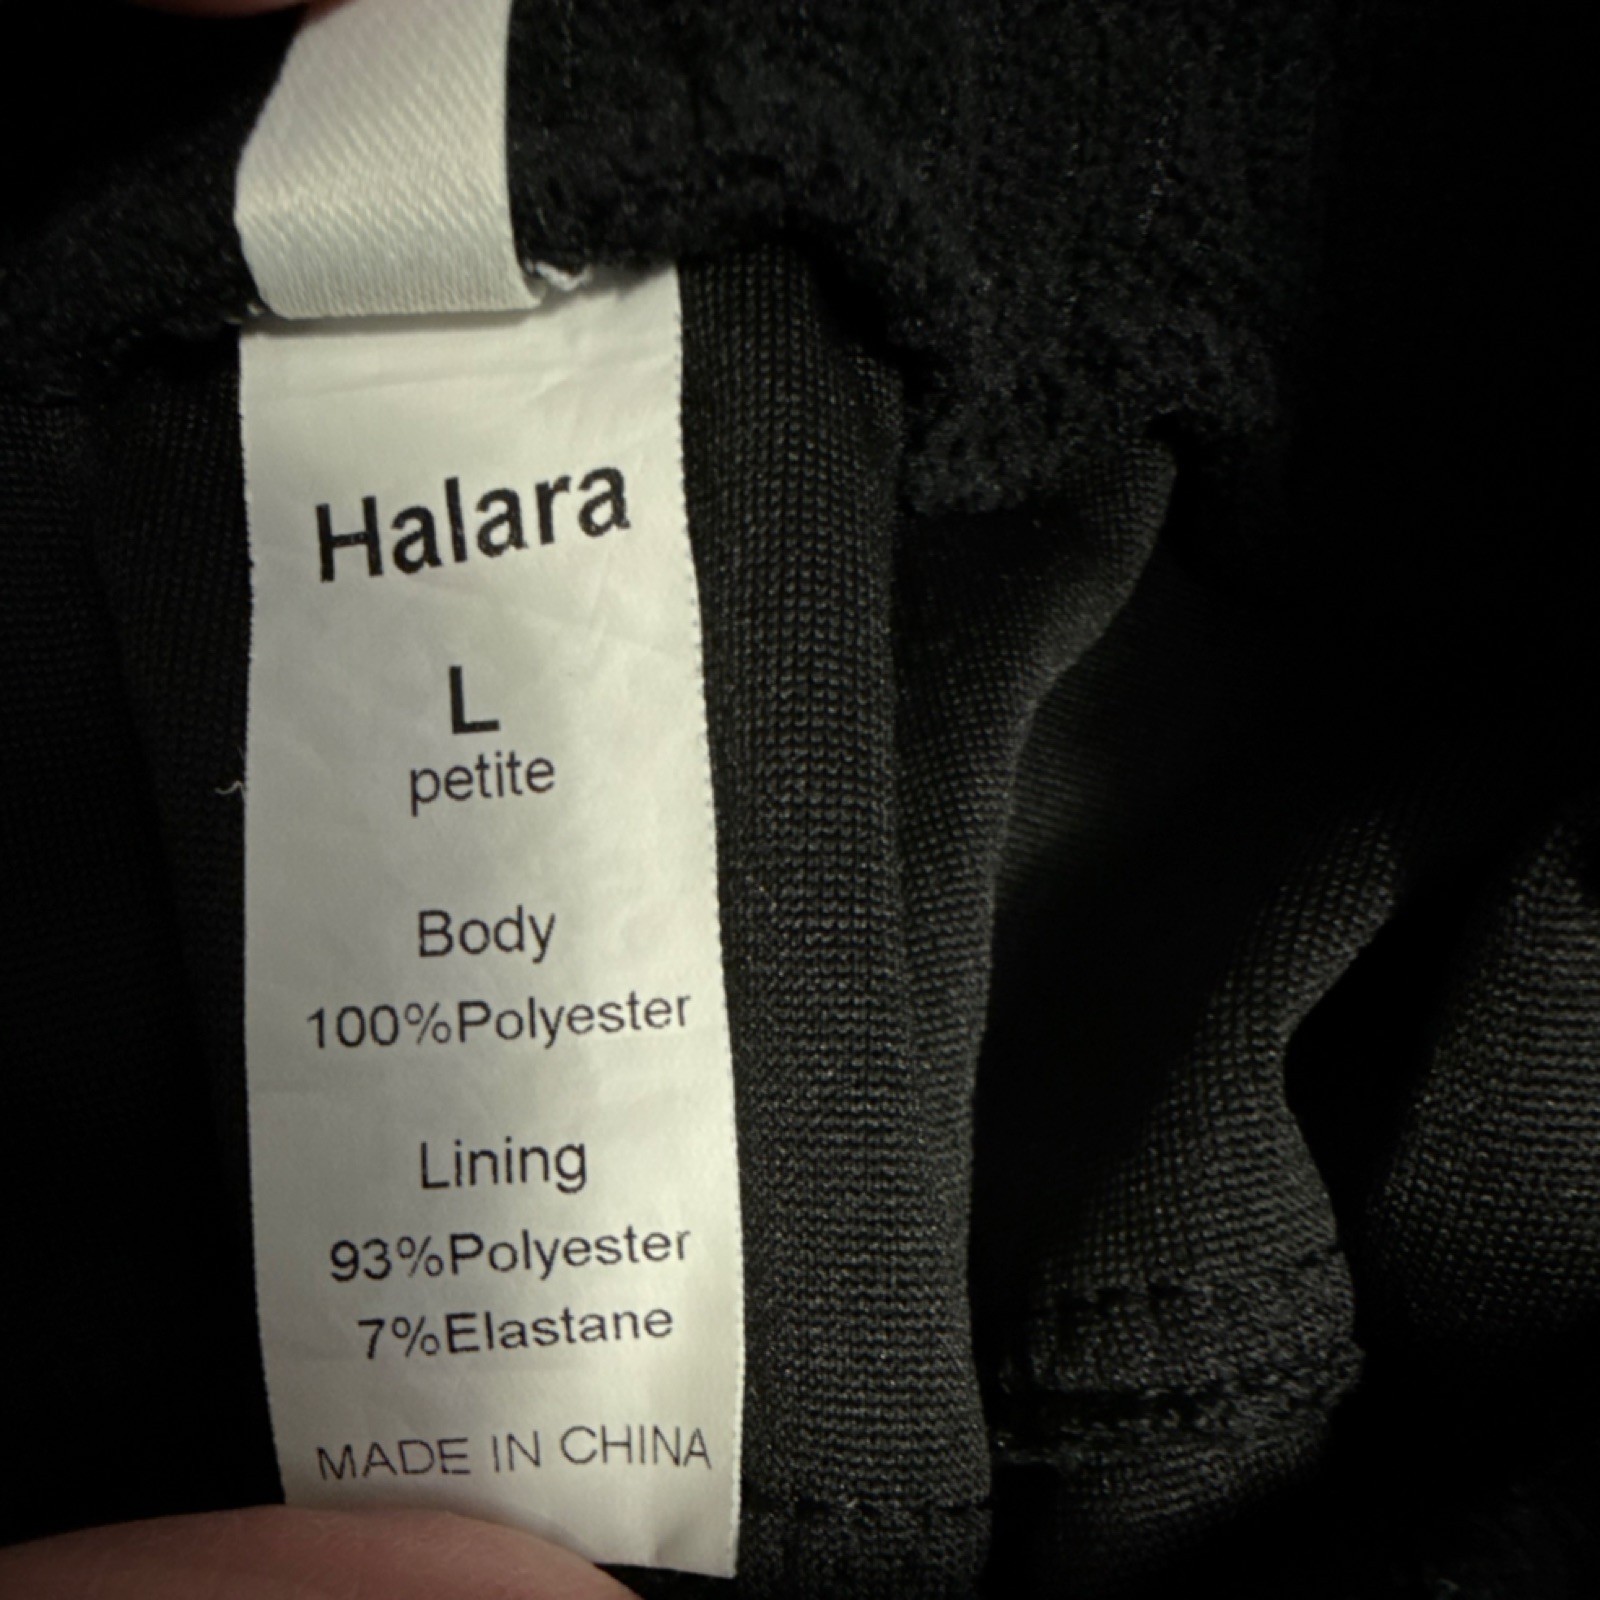 Halara
L
petite
Body
100%Polyester
Lining
93%Polyester
7%Elastane
MADE IN CHINA